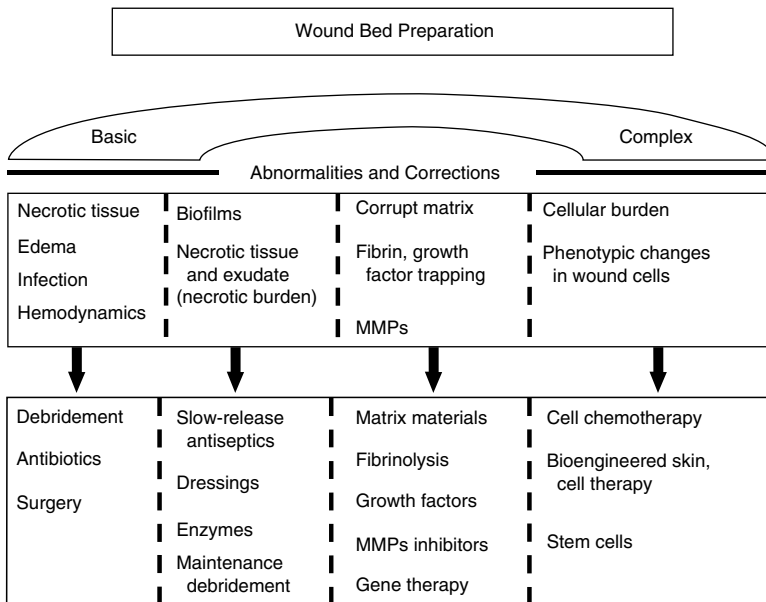 Wound Bed Preparation
Basic
Complex
Abnormalities and Corrections
Necrotic tissue
Edema
Infection
Hemodynamics
Biofilms
Necrotic tissue
and exudate
(necrotic burden)
Corrupt matrix
Fibrin, growth
factor trapping
MMPs
Cellular burden
Phenotypic changes
in wound cells
Debridement
Antibiotics
Surgery
Slow-release
antiseptics
Dressings
Enzymes
Maintenance
debridement
Matrix materials
Fibrinolysis
Growth factors
MMPs inhibitors
Gene therapy
Cell chemotherapy
Bioengineered skin,
cell therapy
Stem cells